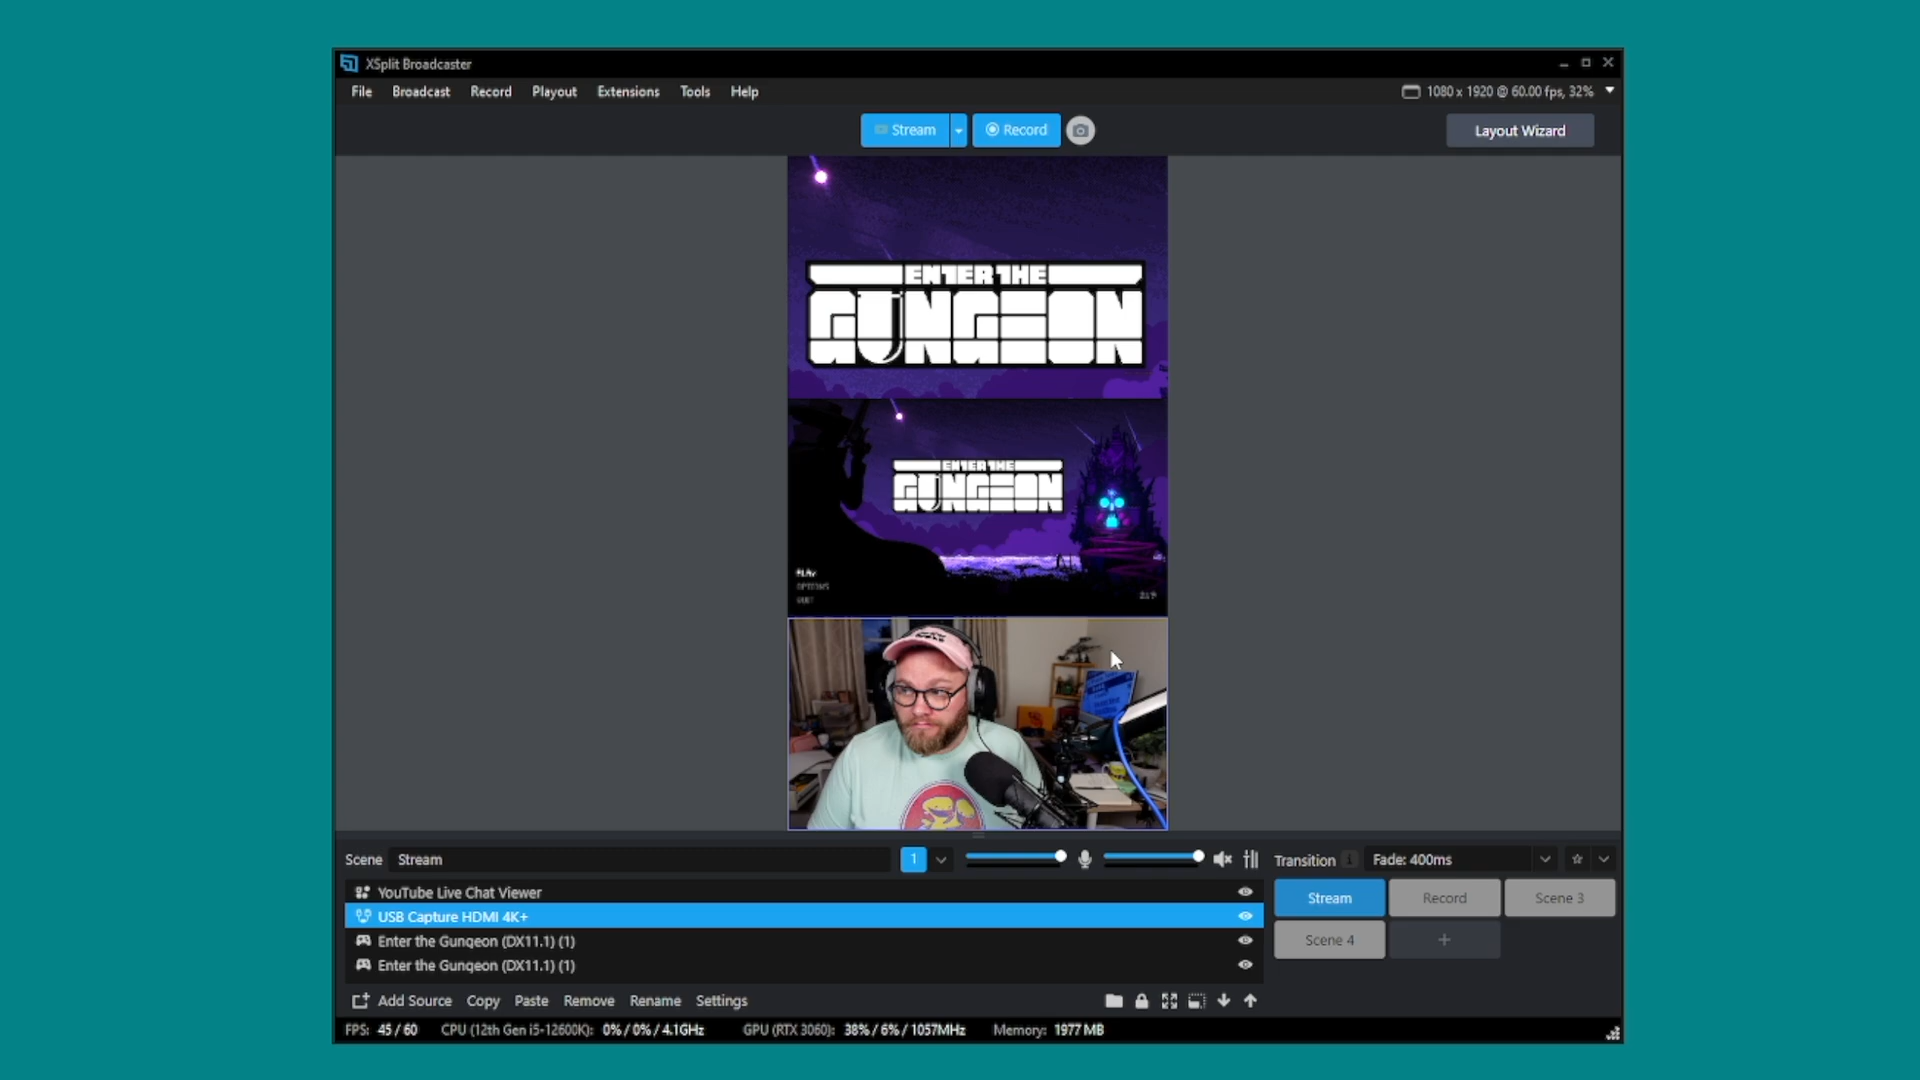 XSplit Broadcaster
File Broadcast Record Playout Extensions Tools Help
1080 x 1920 @ 60.00 fps, 32%
Stream Record
Layout Wizard
ENTER THE
GUNGEON
ENTER THE
GUNGEON
PLAY
OPTIONS
QUIT
Scene Stream 1
Transition Fade: 400ms
YouTube Live Chat Viewer
USB Capture HDMI 4K+
Enter the Gungeon (DX11.1) (1)
Enter the Gungeon (DX11.1) (1)
Stream Record Scene 3
Scene 4 +
Add Source Copy Paste Remove Rename Settings
FPS: 45 / 60 CPU (12th Gen i5-12600K): 0% / 0% / 4.1GHz GPU (RTX 3060): 38% / 6% / 1057MHz Memory: 1977 MB